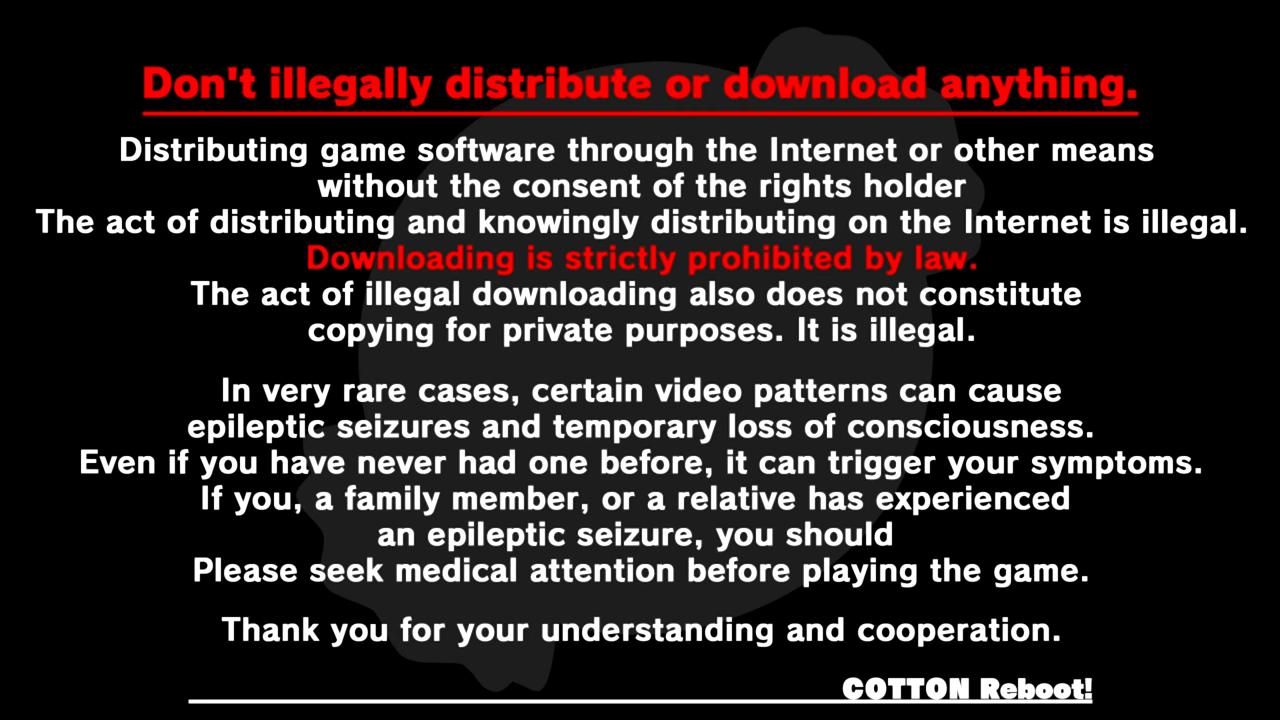 Don't illegally distribute or download anything.
Distributing game software through the Internet or other means
without the consent of the rights holder
The act of distributing and knowingly distributing on the Internet is illegal.
Downloading is strictly prohibited by law.
The act of illegal downloading also does not constitute
copying for private purposes. It is illegal.
In very rare cases, certain video patterns can cause
epileptic seizures and temporary loss of consciousness.
Even if you have never had one before, it can trigger your symptoms.
If you, a family member, or a relative has experienced
an epileptic seizure, you should
Please seek medical attention before playing the game.
Thank you for your understanding and cooperation.
COTTON Reboot!